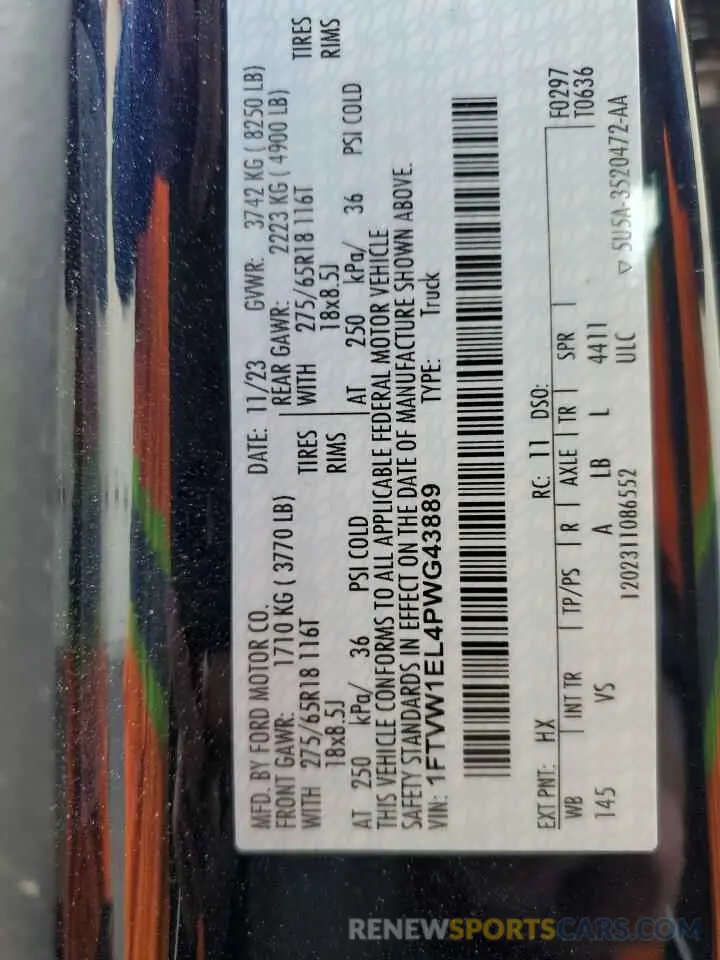 MFD. BY FORD MOTOR CO.
DATE: 11/23 GVWR: 3742 KG ( 8250 LB)
FRONT GAWR: 1710 KG ( 3770 LB) REAR GAWR: 2223 KG ( 4900 LB)
WITH 275/65R18 116T TIRES WITH 275/65R18 116T TIRES
18x8.5J RIMS 18x8.5J RIMS
AT 250 kPa/ 36 PSI COLD AT 250 kPa/ 36 PSI COLD
THIS VEHICLE CONFORMS TO ALL APPLICABLE FEDERAL MOTOR VEHICLE
SAFETY STANDARDS IN EFFECT ON THE DATE OF MANUFACTURE SHOWN ABOVE.
VIN: 1FTVW1EL4PWG43889 TYPE: Truck
EXT PNT: HX RC: 11 DSO: F0297
WB INT TR TP/PS R AXLE TR SPR T0636
145 VS A LB L 4411
1202311086552 ULC ▽ 5U5A-3520472-AA
RENEWSPORTSCARS.COM